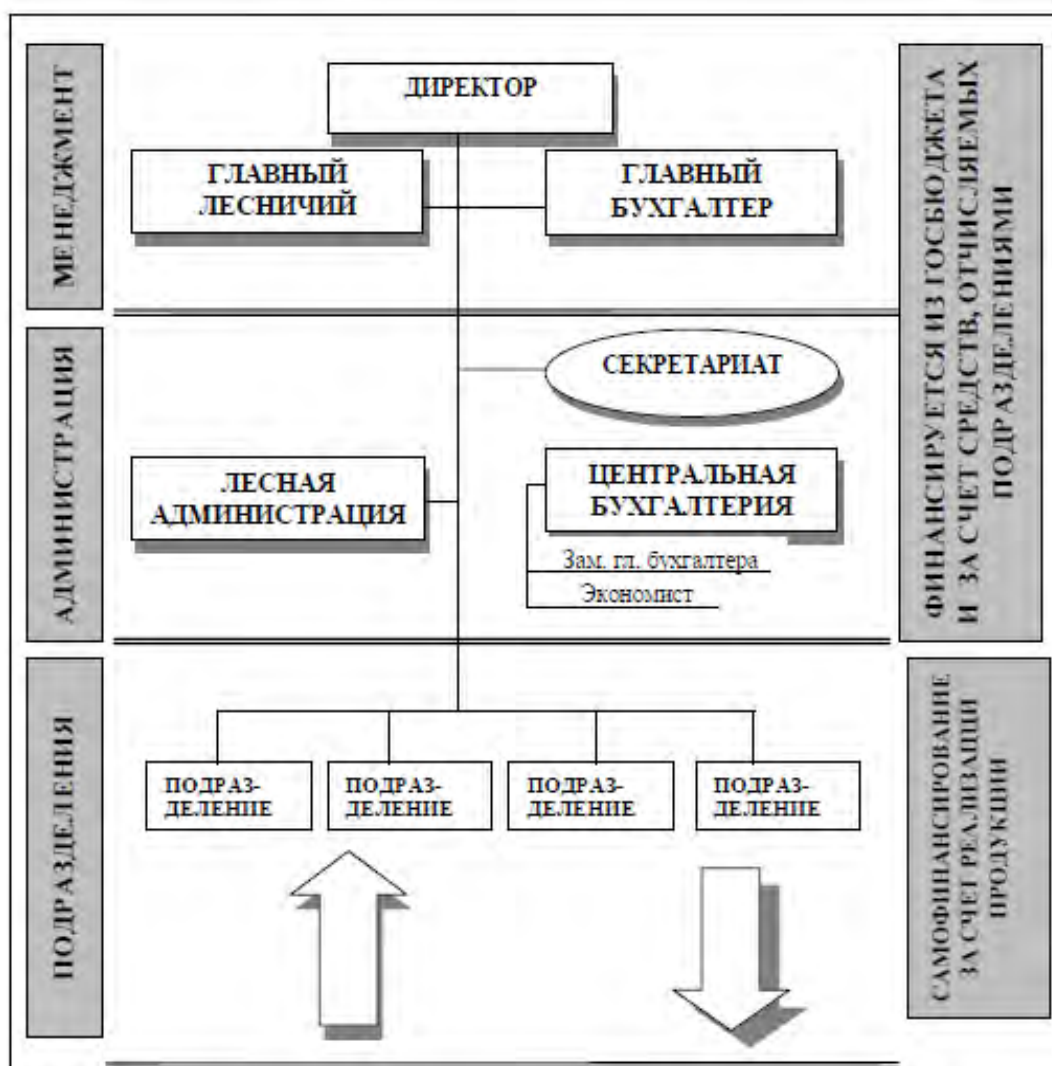 МЕНЕДЖМЕНТ
ДИРЕКТОР
ГЛАВНЫЙ
ЛЕСНИЧИЙ
ГЛАВНЫЙ
БУХГАЛТЕР
ФИНАНСИРУЕТСЯ ИЗ ГОСБЮДЖЕТА
И ЗА СЧЕТ СРЕДСТВ, ОТЧИСЛЯЕМЫХ
ПОДРАЗДЕЛЕНИЯМИ
АДМИНИСТРАЦИЯ
СЕКРЕТАРИАТ
ЛЕСНАЯ
АДМИНИСТРАЦИЯ
ЦЕНТРАЛЬНАЯ
БУХГАЛТЕРИЯ
Зам. гл. бухгалтера
Экономист
ПОДРАЗДЕЛЕНИЯ
ПОДРАЗ-
ДЕЛЕНИЕ
ПОДРАЗ-
ДЕЛЕНИЕ
ПОДРАЗ-
ДЕЛЕНИЕ
ПОДРАЗ-
ДЕЛЕНИЕ
САМОФИНАНСИРОВАНИЕ
ЗА СЧЕТ РЕАЛИЗАЦИИ
ПРОДУКЦИИ